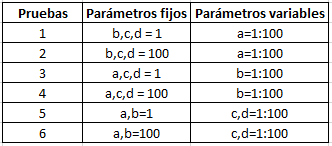 Pruebas Parámetros fijos Parámetros variables
1 b,c,d = 1 a=1:100
2 b,c,d = 100 a=1:100
3 a,c,d = 1 b=1:100
4 a,c,d = 100 b=1:100
5 a,b=1 c,d=1:100
6 a,b=100 c,d=1:100